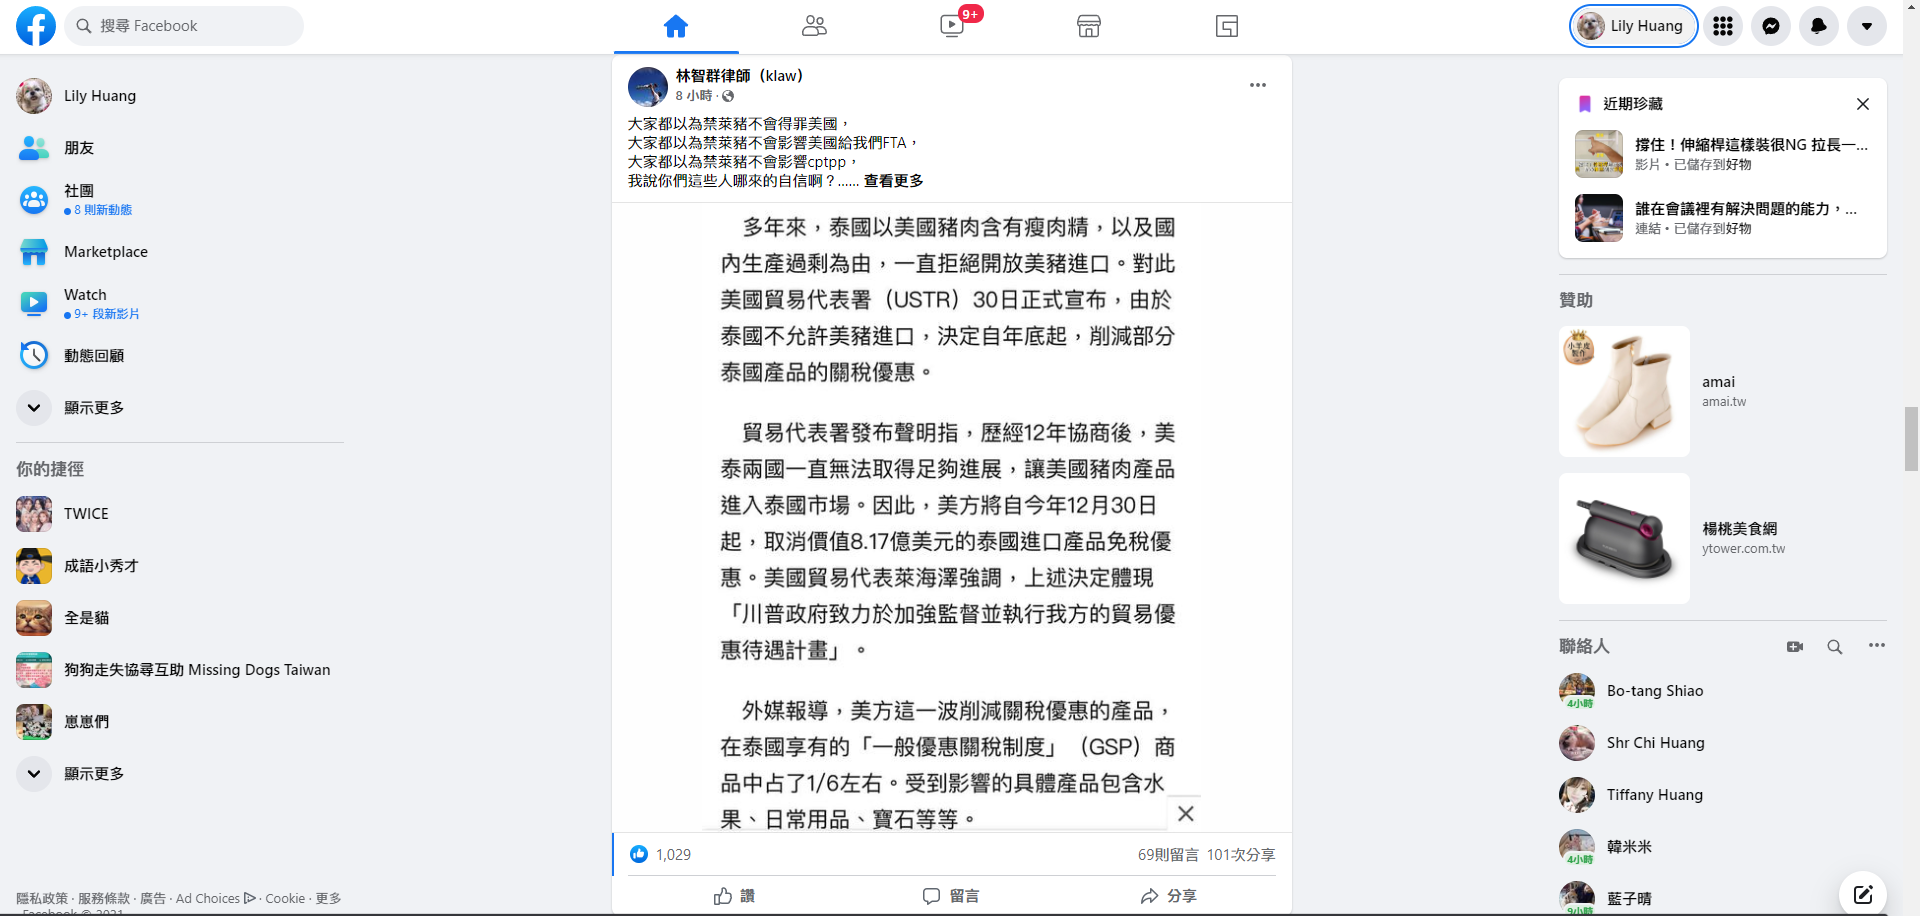 搜尋 Facebook
9+
Lily Huang
Lily Huang
朋友
社團
8 則新動態
Marketplace
Watch
9+ 段新影片
動態回顧
顯示更多
你的捷徑
TWICE
成語小秀才
全是貓
狗狗走失協尋互助 Missing Dogs Taiwan
崽崽們
顯示更多
隱私政策 · 服務條款 · 廣告 · Ad Choices · Cookie · 更多
· Facebook © 2021
林智群律師（klaw）
8 小時 ·
大家都以為禁萊豬不會得罪美國，
大家都以為禁萊豬不會影響美國給我們FTA，
大家都以為禁萊豬不會影響cptpp，
我說你們這些人哪來的自信啊？...... 查看更多
多年來，泰國以美國豬肉含有瘦肉精，以及國
內生產過剩為由，一直拒絕開放美豬進口。對此
美國貿易代表署（USTR）30日正式宣布，由於
泰國不允許美豬進口，決定自年底起，削減部分
泰國產品的關稅優惠。
貿易代表署發布聲明指，歷經12年協商後，美
泰兩國一直無法取得足夠進展，讓美國豬肉產品
進入泰國市場。因此，美方將自今年12月30日
起，取消價值8.17億美元的泰國進口產品免稅優
惠。美國貿易代表萊海澤強調，上述決定體現
「川普政府致力於加強監督並執行我方的貿易優
惠待遇計畫」。
外媒報導，美方這一波削減關稅優惠的產品，
在泰國享有的「一般優惠關稅制度」（GSP）商
品中占了1/6左右。受到影響的具體產品包含水
果、日常用品、寶石等等。
1,029
69則留言 101次分享
讚
留言
分享
近期珍藏
撐住！伸縮桿這樣裝很NG 拉長一...
影片 • 已儲存到好物
誰在會議裡有解決問題的能力，...
連結 • 已儲存到好物
贊助
小羊皮
製作
amai
amai.tw
楊桃美食網
ytower.com.tw
聯絡人
Bo-tang Shiao
4小時
Shr Chi Huang
Tiffany Huang
韓米米
4小時
藍子晴
9小時